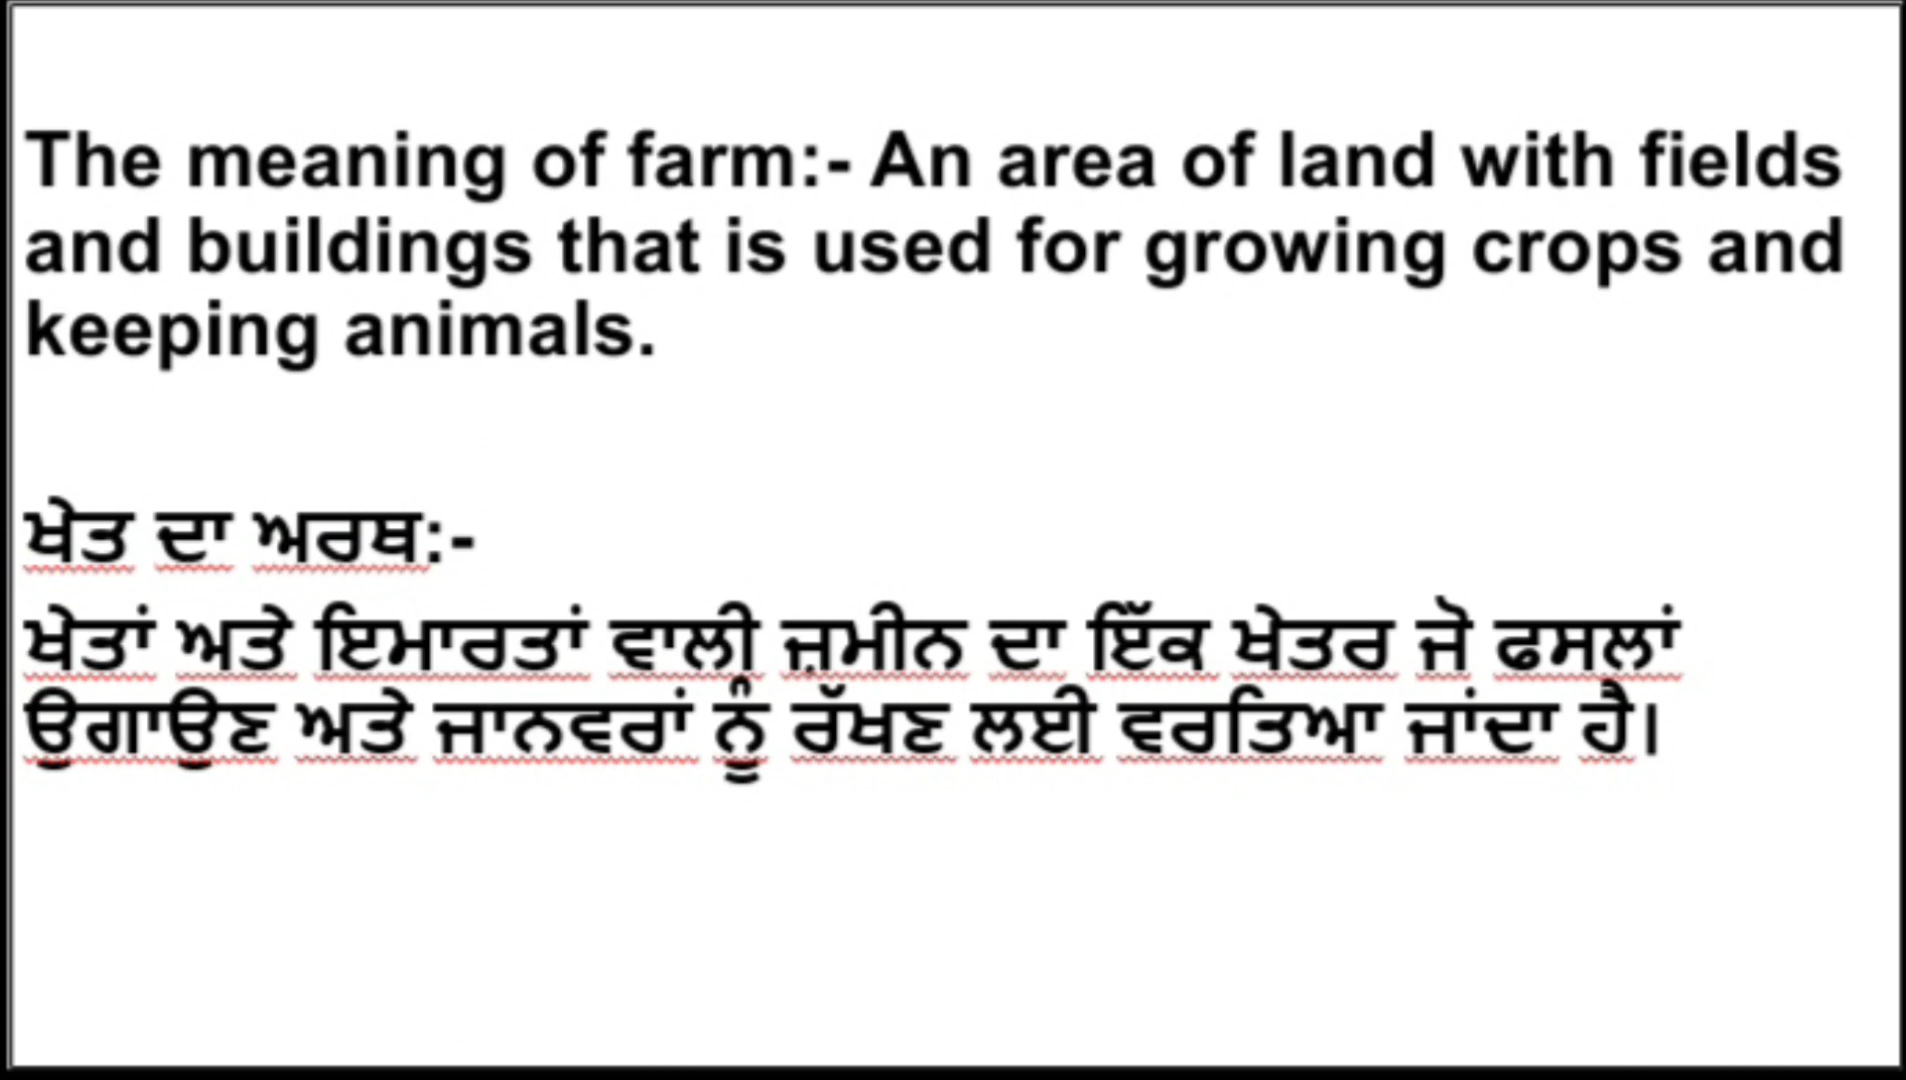 The meaning of farm:- An area of land with fields
and buildings that is used for growing crops and
keeping animals.
ਖੇਤ ਦਾ ਅਰਥ:-
ਖੇਤਾਂ ਅਤੇ ਇਮਾਰਤਾਂ ਵਾਲੀ ਜ਼ਮੀਨ ਦਾ ਇੱਕ ਖੇਤਰ ਜੋ ਫਸਲਾਂ
ਉਗਾਉਣ ਅਤੇ ਜਾਨਵਰਾਂ ਨੂੰ ਰੱਖਣ ਲਈ ਵਰਤਿਆ ਜਾਂਦਾ ਹੈ।